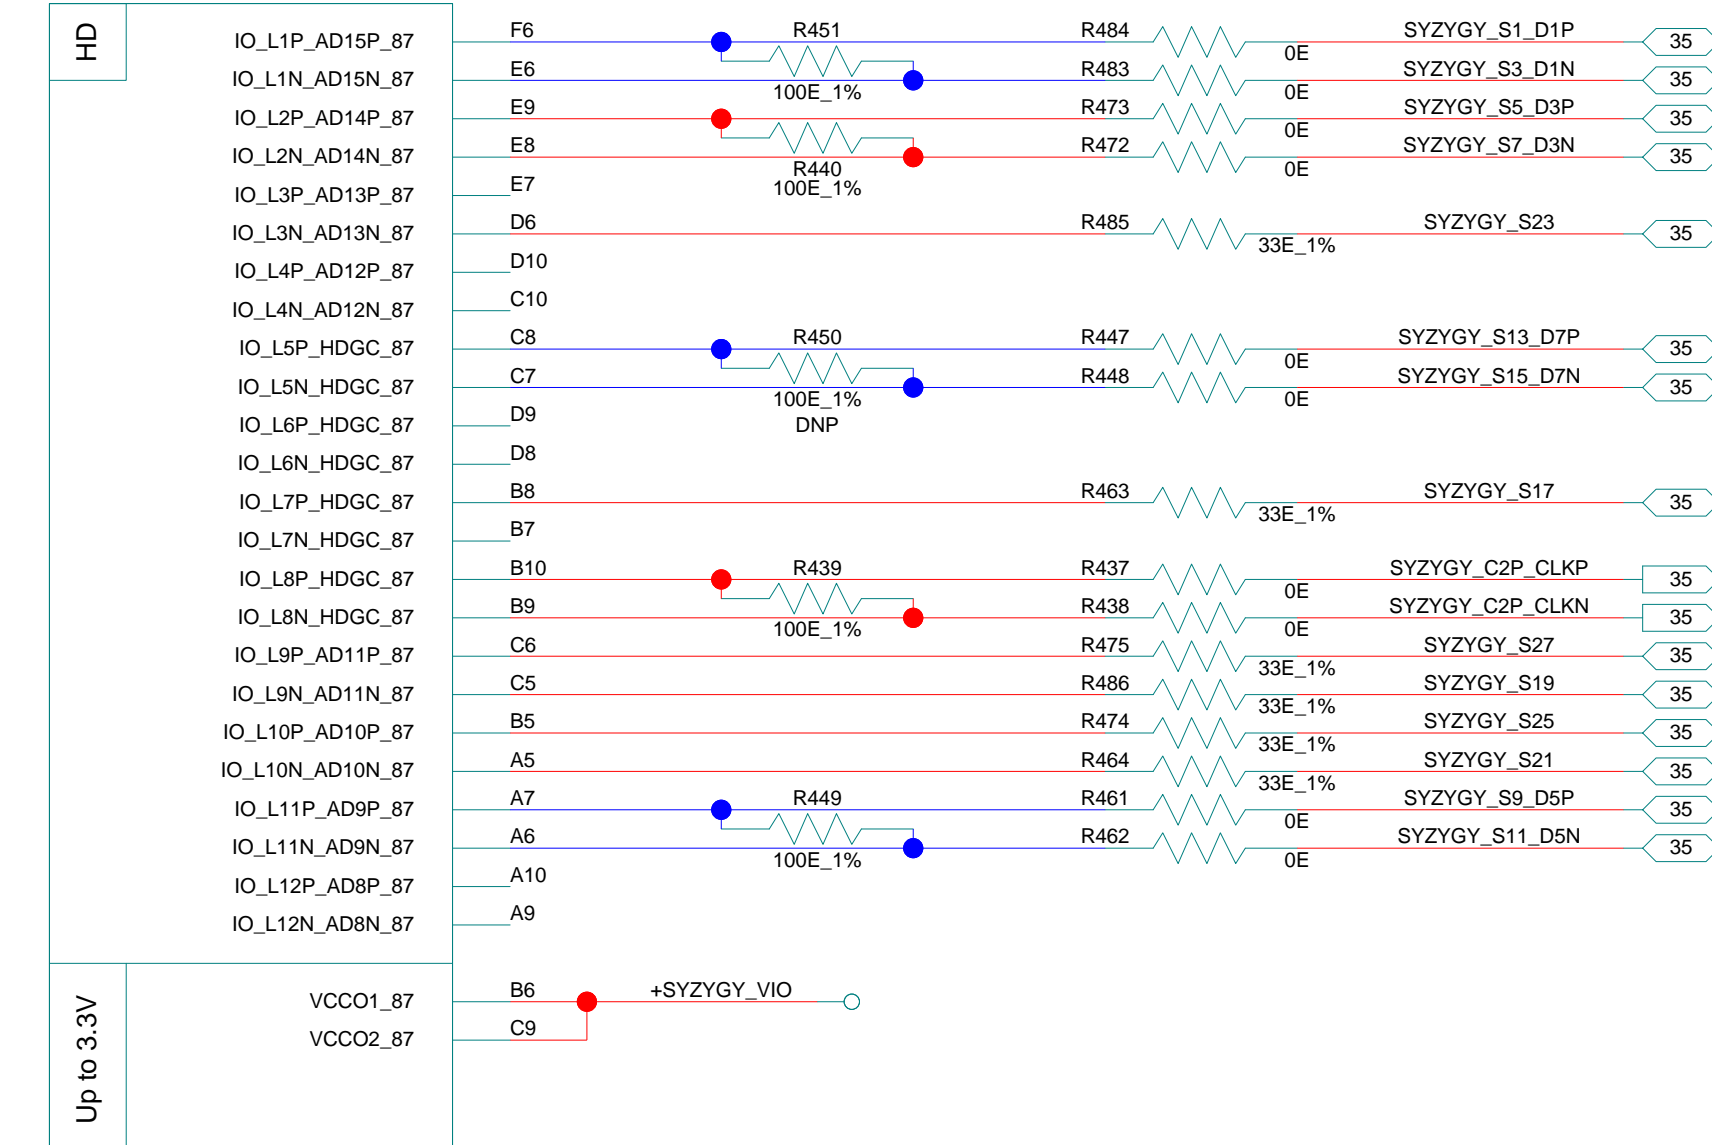 HD
IO_L1P_AD15P_87 F6 R451 R484 0E SYZYGY_S1_D1P 35
IO_L1N_AD15N_87 E6 100E_1% R483 0E SYZYGY_S3_D1N 35
IO_L2P_AD14P_87 E9 R473 0E SYZYGY_S5_D3P 35
IO_L2N_AD14N_87 E8 R440 R472 0E SYZYGY_S7_D3N 35
IO_L3P_AD13P_87 E7 100E_1%
IO_L3N_AD13N_87 D6 R485 33E_1% SYZYGY_S23 35
IO_L4P_AD12P_87 D10
IO_L4N_AD12N_87 C10
IO_L5P_HDGC_87 C8 R450 R447 0E SYZYGY_S13_D7P 35
IO_L5N_HDGC_87 C7 100E_1% R448 0E SYZYGY_S15_D7N 35
IO_L6P_HDGC_87 D9 DNP
IO_L6N_HDGC_87 D8
IO_L7P_HDGC_87 B8 R463 33E_1% SYZYGY_S17 35
IO_L7N_HDGC_87 B7
IO_L8P_HDGC_87 B10 R439 R437 0E SYZYGY_C2P_CLKP 35
IO_L8N_HDGC_87 B9 100E_1% R438 0E SYZYGY_C2P_CLKN 35
IO_L9P_AD11P_87 C6 R475 33E_1% SYZYGY_S27 35
IO_L9N_AD11N_87 C5 R486 33E_1% SYZYGY_S19 35
IO_L10P_AD10P_87 B5 R474 33E_1% SYZYGY_S25 35
IO_L10N_AD10N_87 A5 R464 33E_1% SYZYGY_S21 35
IO_L11P_AD9P_87 A7 R449 R461 0E SYZYGY_S9_D5P 35
IO_L11N_AD9N_87 A6 100E_1% R462 0E SYZYGY_S11_D5N 35
IO_L12P_AD8P_87 A10
IO_L12N_AD8N_87 A9
Up to 3.3V
VCCO1_87 B6 +SYZYGY_VIO
VCCO2_87 C9